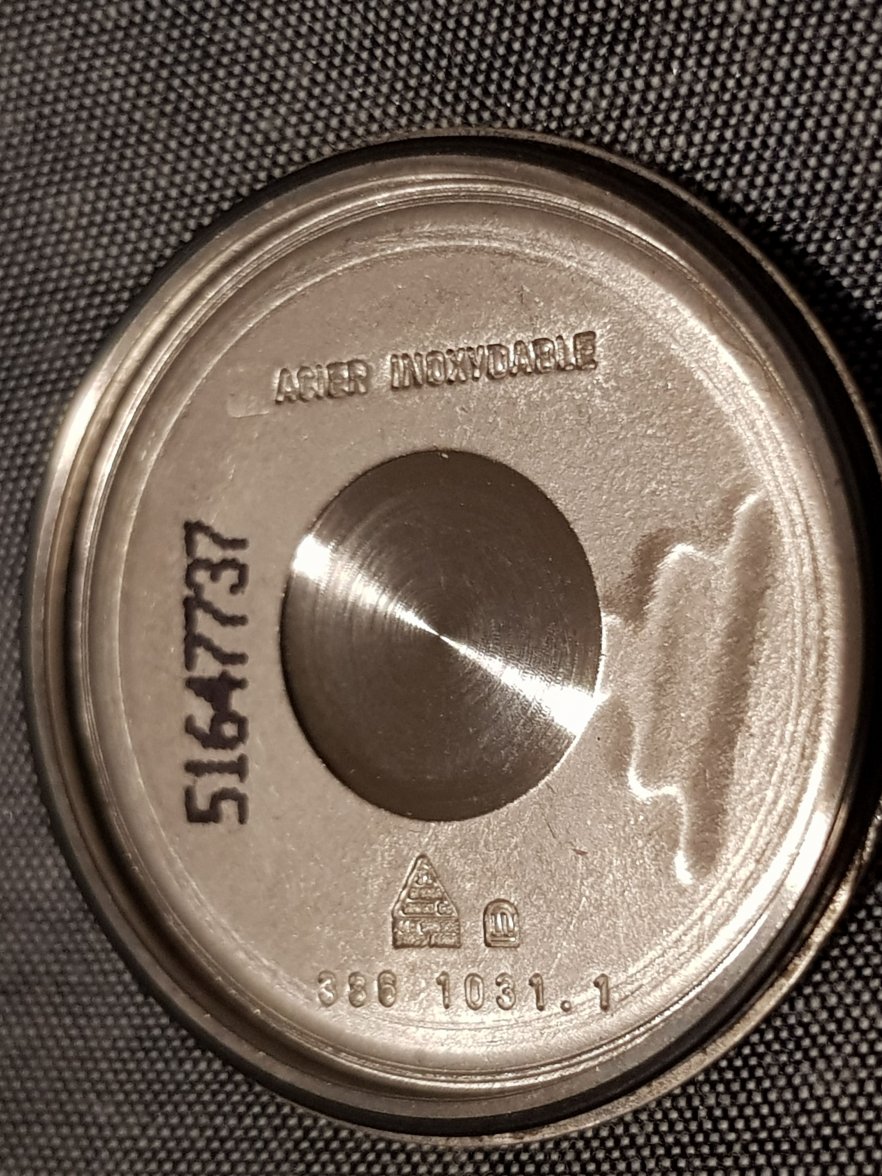 ACIER INOXYDABLE
51647737
386 1031.1